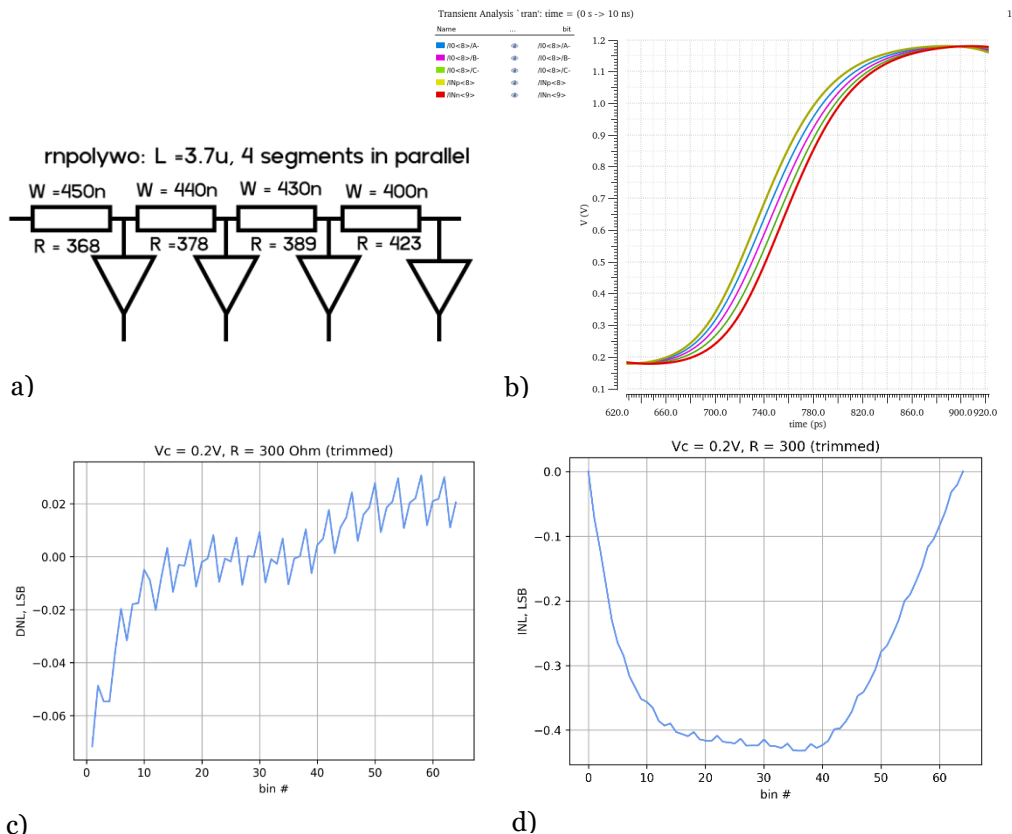 Transient Analysis `tran': time = (0 s -> 10 ns)
1
Name ... bit
/I0<8>/A- /I0<8>/A-
/I0<8>/B- /I0<8>/B-
/I0<8>/C- /I0<8>/C-
/INp<8> /INp<8>
/INn<9> /INn<9>
rnpolywo: L =3.7u, 4 segments in parallel
W =450n W =440n W =430n W =400n
R = 368 R = 378 R = 389 R = 423
a)
1.2
1.1
1.0
0.9
0.8
0.7
0.6
0.5
0.4
0.3
0.2
0.1
V (V)
620.0 660.0 700.0 740.0 780.0 820.0 860.0 900.0 920.0
time (ps)
b)
Vc = 0.2V, R = 300 Ohm (trimmed)
0.02
0.00
−0.02
−0.04
−0.06
DNL, LSB
0 10 20 30 40 50 60
bin #
c)
Vc = 0.2V, R = 300 (trimmed)
0.0
−0.1
−0.2
−0.3
−0.4
INL, LSB
0 10 20 30 40 50 60
bin #
d)